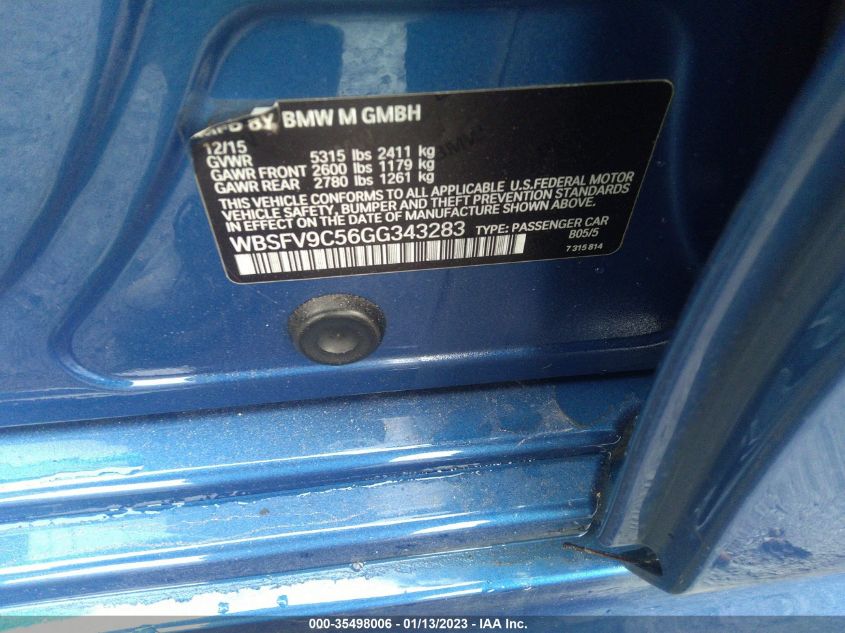 MFD BY BMW M GMBH
12/15
GVWR 5315 lbs 2411 kg
GAWR FRONT 2600 lbs 1179 kg
GAWR REAR 2780 lbs 1261 kg
THIS VEHICLE CONFORMS TO ALL APPLICABLE U.S.FEDERAL MOTOR
VEHICLE SAFETY, BUMPER AND THEFT PREVENTION STANDARDS
IN EFFECT ON THE DATE OF MANUFACTURE SHOWN ABOVE.
WBSFV9C56GG343283 TYPE: PASSENGER CAR
B05/5
7 315 814
000-35498006 - 01/13/2023 - IAA Inc.